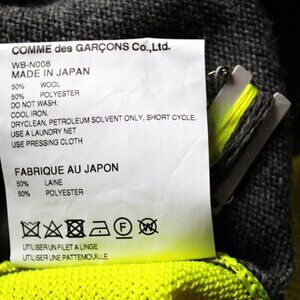 COMME des GARÇONS Co.,Ltd.
WB-N008
MADE IN JAPAN
50% WOOL
50% POLYESTER
DO NOT WASH.
COOL IRON.
DRYCLEAN, PETROLEUM SOLVENT ONLY, SHORT CYCLE.
USE A LAUNDRY NET
USE PRESSING CLOTH
FABRIQUE AU JAPON
50% LAINE
50% POLYESTER
UTILISER UN FILET A LINGE
UTILISER UNE PATTEMOUILLE